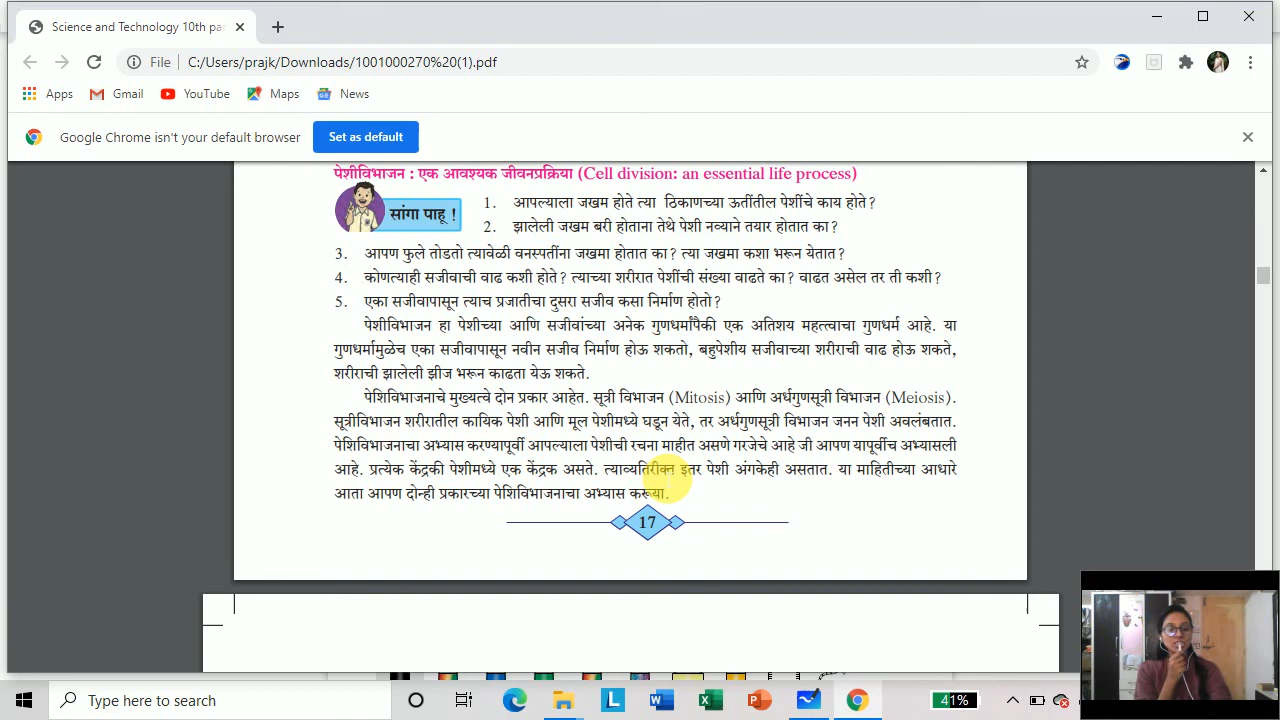 Science and Technology 10th par
File C:/Users/prajk/Downloads/1001000270%20(1).pdf
Apps Gmail YouTube Maps News
Google Chrome isn't your default browser Set as default
पेशीविभाजन : एक आवश्यक जीवनप्रक्रिया (Cell division: an essential life process)
सांगा पाहू !
1. आपल्याला जखम होते त्या ठिकाणच्या ऊतींतील पेशींचे काय होते?
2. झालेली जखम बरी होताना तेथे पेशी नव्याने तयार होतात का?
3. आपण फुले तोडतो त्यावेळी वनस्पतींना जखमा होतात का? त्या जखमा कशा भरून येतात?
4. कोणत्याही सजीवाची वाढ कशी होते? त्याच्या शरीरात पेशींची संख्या वाढते का? वाढत असेल तर ती कशी?
5. एका सजीवापासून त्याच प्रजातीचा दुसरा सजीव कसा निर्माण होतो?
पेशीविभाजन हा पेशीच्या आणि सजीवांच्या अनेक गुणधर्मांपैकी एक अतिशय महत्त्वाचा गुणधर्म आहे. या
गुणधर्मामुळेच एका सजीवापासून नवीन सजीव निर्माण होऊ शकतो, बहुपेशीय सजीवाच्या शरीराची वाढ होऊ शकते,
शरीराची झालेली झीज भरून काढता येऊ शकते.
पेशिविभाजनाचे मुख्यत्वे दोन प्रकार आहेत. सूत्री विभाजन (Mitosis) आणि अर्धगुणसूत्री विभाजन (Meiosis).
सूत्रीविभाजन शरीरातील कायिक पेशी आणि मूल पेशीमध्ये घडून येते, तर अर्धगुणसूत्री विभाजन जनन पेशी अवलंबतात.
पेशिविभाजनाचा अभ्यास करण्यापूर्वी आपल्याला पेशीची रचना माहीत असणे गरजेचे आहे जी आपण यापूर्वीच अभ्यासली
आहे. प्रत्येक केंद्रकी पेशीमध्ये एक केंद्रक असते. त्याव्यतिरीक्त इतर पेशी अंगकेही असतात. या माहितीच्या आधारे
आता आपण दोन्ही प्रकारच्या पेशिविभाजनाचा अभ्यास करूया.
17
Type here to search
41%